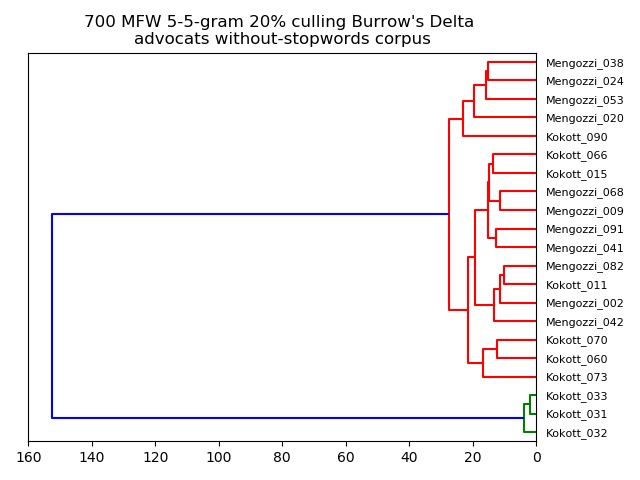 700 MFW 5-5-gram 20% culling Burrow's Delta
advocats without-stopwords corpus
Mengozzi_038
Mengozzi_024
Mengozzi_053
Mengozzi_020
Kokott_090
Kokott_066
Kokott_015
Mengozzi_068
Mengozzi_009
Mengozzi_091
Mengozzi_041
Mengozzi_082
Kokott_011
Mengozzi_002
Mengozzi_042
Kokott_070
Kokott_060
Kokott_073
Kokott_033
Kokott_031
Kokott_032
160 140 120 100 80 60 40 20 0